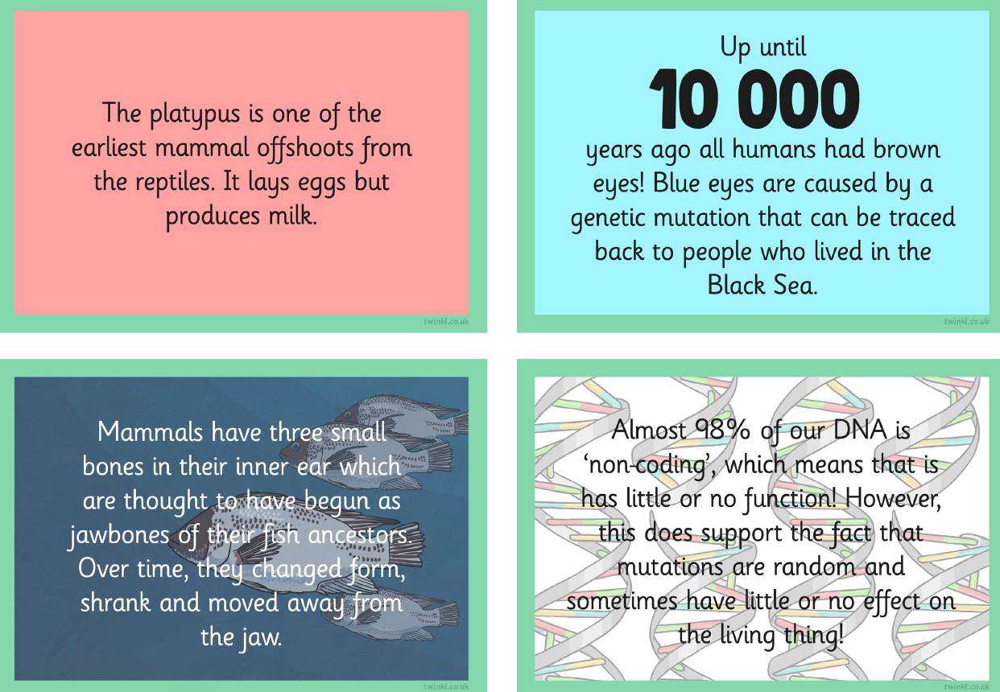 The platypus is one of the
earliest mammal offshoots from
the reptiles. It lays eggs but
produces milk.
twinkl.co.uk
Up until
10 000
years ago all humans had brown
eyes! Blue eyes are caused by a
genetic mutation that can be traced
back to people who lived in the
Black Sea.
twinkl.co.uk
Mammals have three small
bones in their inner ear which
are thought to have begun as
jawbones of their fish ancestors.
Over time, they changed form,
shrank and moved away from
the jaw.
twinkl.co.uk
Almost 98% of our DNA is
‘non-coding’, which means that is
has little or no function! However,
this does support the fact that
mutations are random and
sometimes have little or no effect on
the living thing!
twinkl.co.uk